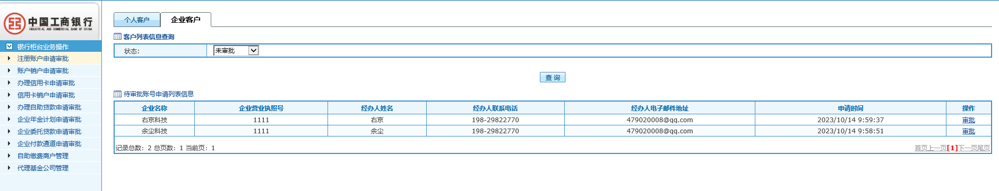 中国工商银行
INDUSTRIAL AND COMMERCIAL BANK OF CHINA
银行柜台业务操作
注册账户申请审批
账户销户申请审批
办理信用卡申请审批
信用卡销户申请审批
办理自助贷款申请审批
企业年金计划申请审批
企业委托贷款申请审批
企业付款通道申请审批
自助缴费商户管理
代理基金公司管理
个人客户 企业客户
客户列表信息查询
状态: 未审批
查 询
待审批账号申请列表信息
企业名称 企业营业执照号 经办人姓名 经办人联系电话 经办人电子邮件地址 申请时间 操作
右京科技 1111 右京 198-29822770 479020008@qq.com 2023/10/14 9:59:37 审批
余尘科技 1111 余尘 198-29822770 479020008@qq.com 2023/10/14 9:58:51 审批
记录总数: 2 总页数: 1 当前页: 1 首页上一页[1]下一页尾页